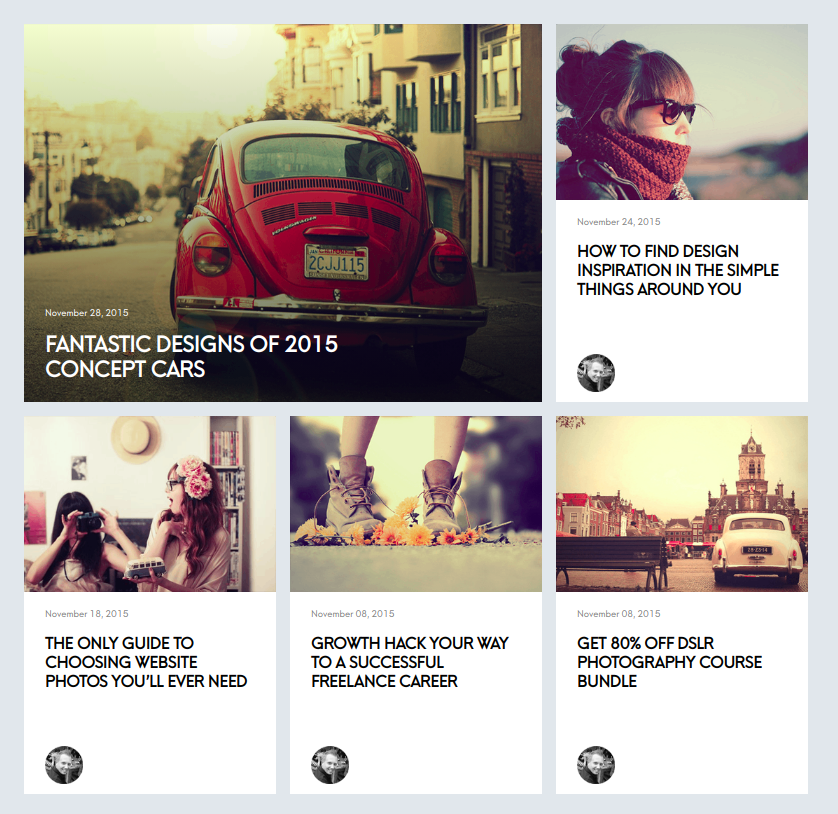 VOLKSWAGEN
2CJJ115
November 28, 2015
FANTASTIC DESIGNS OF 2015
CONCEPT CARS
November 24, 2015
HOW TO FIND DESIGN
INSPIRATION IN THE SIMPLE
THINGS AROUND YOU
November 18, 2015
THE ONLY GUIDE TO
CHOOSING WEBSITE
PHOTOS YOU'LL EVER NEED
November 08, 2015
GROWTH HACK YOUR WAY
TO A SUCCESSFUL
FREELANCE CAREER
November 08, 2015
GET 80% OFF DSLR
PHOTOGRAPHY COURSE
BUNDLE